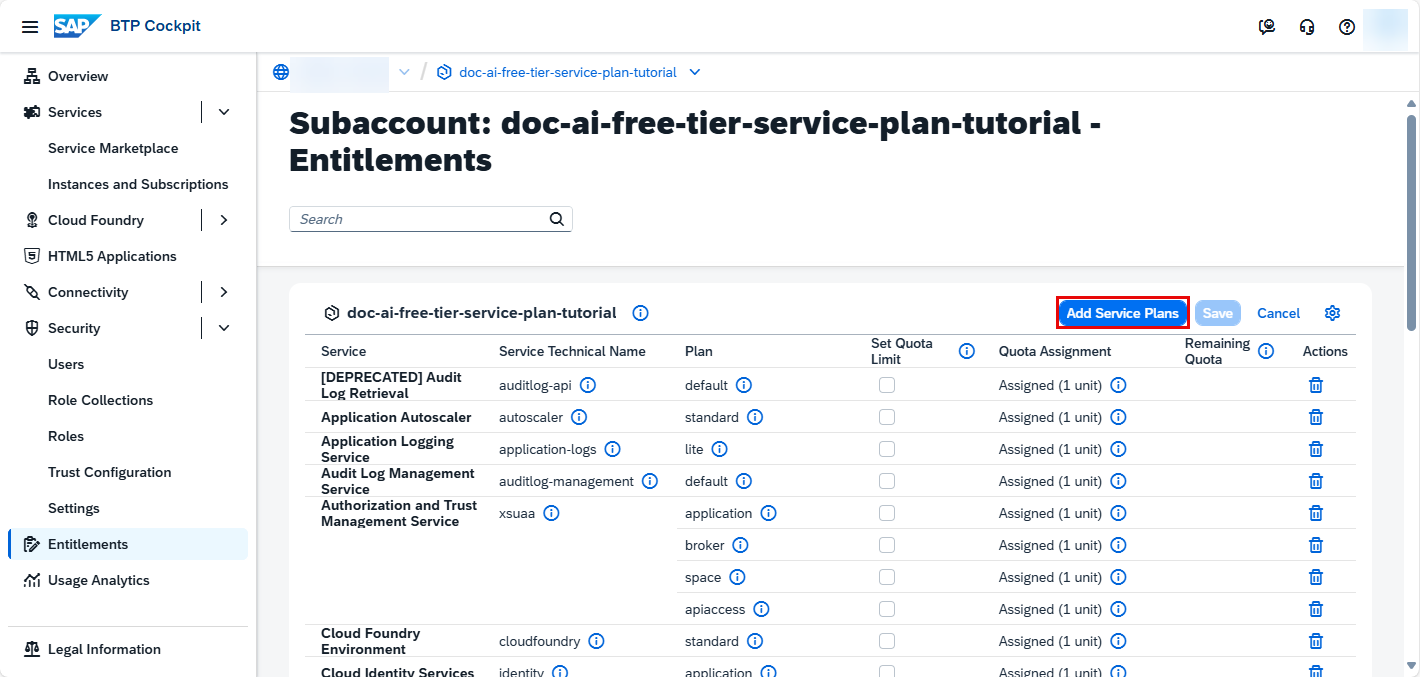 SAP BTP Cockpit
Overview
Services
Service Marketplace
Instances and Subscriptions
Cloud Foundry
HTML5 Applications
Connectivity
Security
Users
Role Collections
Roles
Trust Configuration
Settings
Entitlements
Usage Analytics
Legal Information
/ doc-ai-free-tier-service-plan-tutorial
Subaccount: doc-ai-free-tier-service-plan-tutorial -
Entitlements
Search
doc-ai-free-tier-service-plan-tutorial Add Service Plans Save Cancel
Service Service Technical Name Plan Set Quota Limit Quota Assignment Remaining Quota Actions
[DEPRECATED] Audit Log Retrieval auditlog-api default Assigned (1 unit)
Application Autoscaler autoscaler standard Assigned (1 unit)
Application Logging Service application-logs lite Assigned (1 unit)
Audit Log Management Service auditlog-management default Assigned (1 unit)
Authorization and Trust Management Service xsuaa application Assigned (1 unit)
broker Assigned (1 unit)
space Assigned (1 unit)
apiaccess Assigned (1 unit)
Cloud Foundry Environment cloudfoundry standard Assigned (1 unit)
Cloud Identity Services identity application Assigned (1 unit)